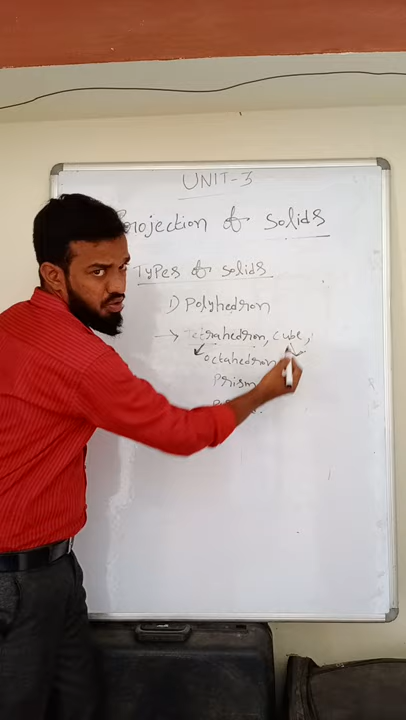 UNIT-3
Projection of solids
Types of solids
1) Polyhedron
→ Tetrahedron, cube,
octahedron
Prism